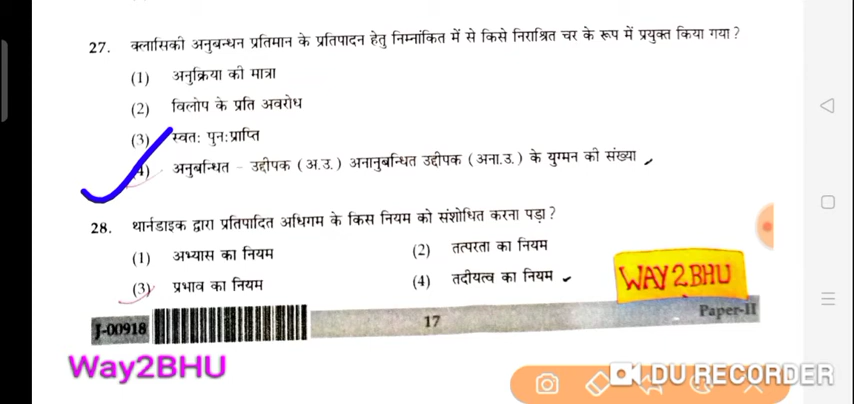 27. क्लासिकी अनुबन्धन प्रतिमान के प्रतिपादन हेतु निम्नांकित में से किसे निराश्रित चर के रूप में प्रयुक्त किया गया ?
(1) अनुक्रिया की मात्रा
(2) विलोप के प्रति अवरोध
(3) स्वतः पुनःप्राप्ति
(4) अनुबन्धित - उद्दीपक (अ.उ.) अनानुबन्धित उद्दीपक (अना.उ.) के युग्मन की संख्या
28. थार्नडाइक द्वारा प्रतिपादित अधिगम के किस नियम को संशोधित करना पड़ा ?
(1) अभ्यास का नियम (2) तत्परता का नियम
(3) प्रभाव का नियम (4) तदीयत्व का नियम
WAY2BHU
J-00918 17 Paper-II
Way2BHU
DU RECORDER